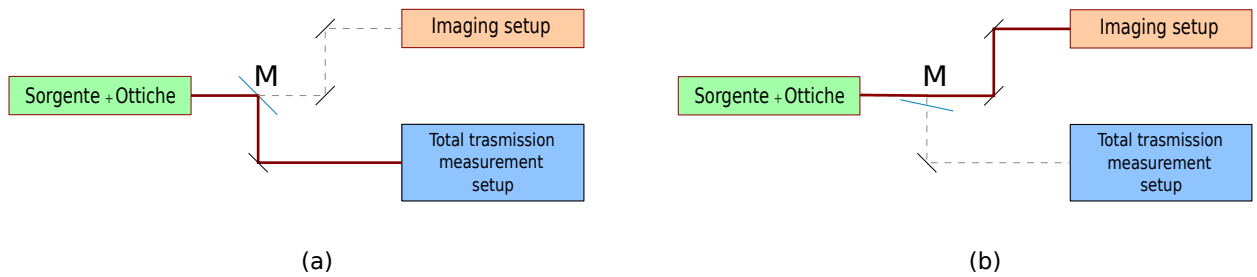 Imaging setup
M
Sorgente + Ottiche
Total trasmission
measurement
setup
(a)
Imaging setup
M
Sorgente + Ottiche
Total trasmission
measurement
setup
(b)